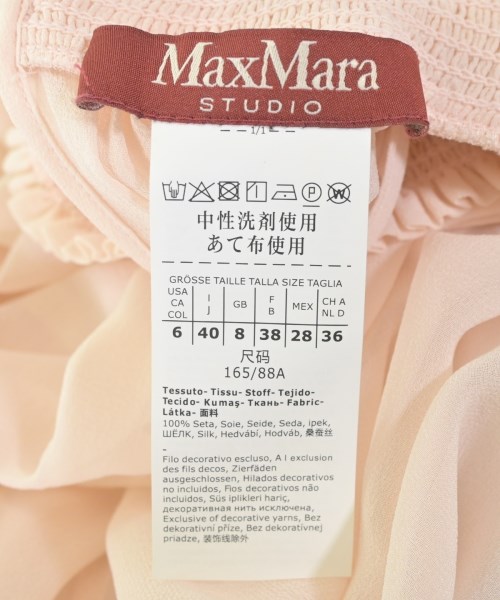 MaxMara
STUDIO
1/1
中性洗剤使用
あて布使用
GRÖSSE TAILLE TALLA SIZE TAGLIA
USA CA COL I J GB F B MEX CH A NL D
6 40 8 38 28 36
尺码
165/88A
Tessuto- Tissu- Stoff- Tejido-
Tecido- Kumaş- Ткань- Fabric-
Látka- 面料
100% Seta, Soie, Seide, Seda, ipek,
ШЁЛК, Silk, Hedvábí, Hodváb, 桑蚕丝
-
Filo decorativo escluso, A l exclusion
des fils decos, Zierfäden
ausgeschlossen, Hilados decorativos
no incluidos, Fios decorativos não
incluidos, Süs iplikleri hariç,
декоративная нить исключена,
Exclusive of decorative yarns, Bez
dekorativní příze, Bez dekoratívnej
priadze, 装饰线除外